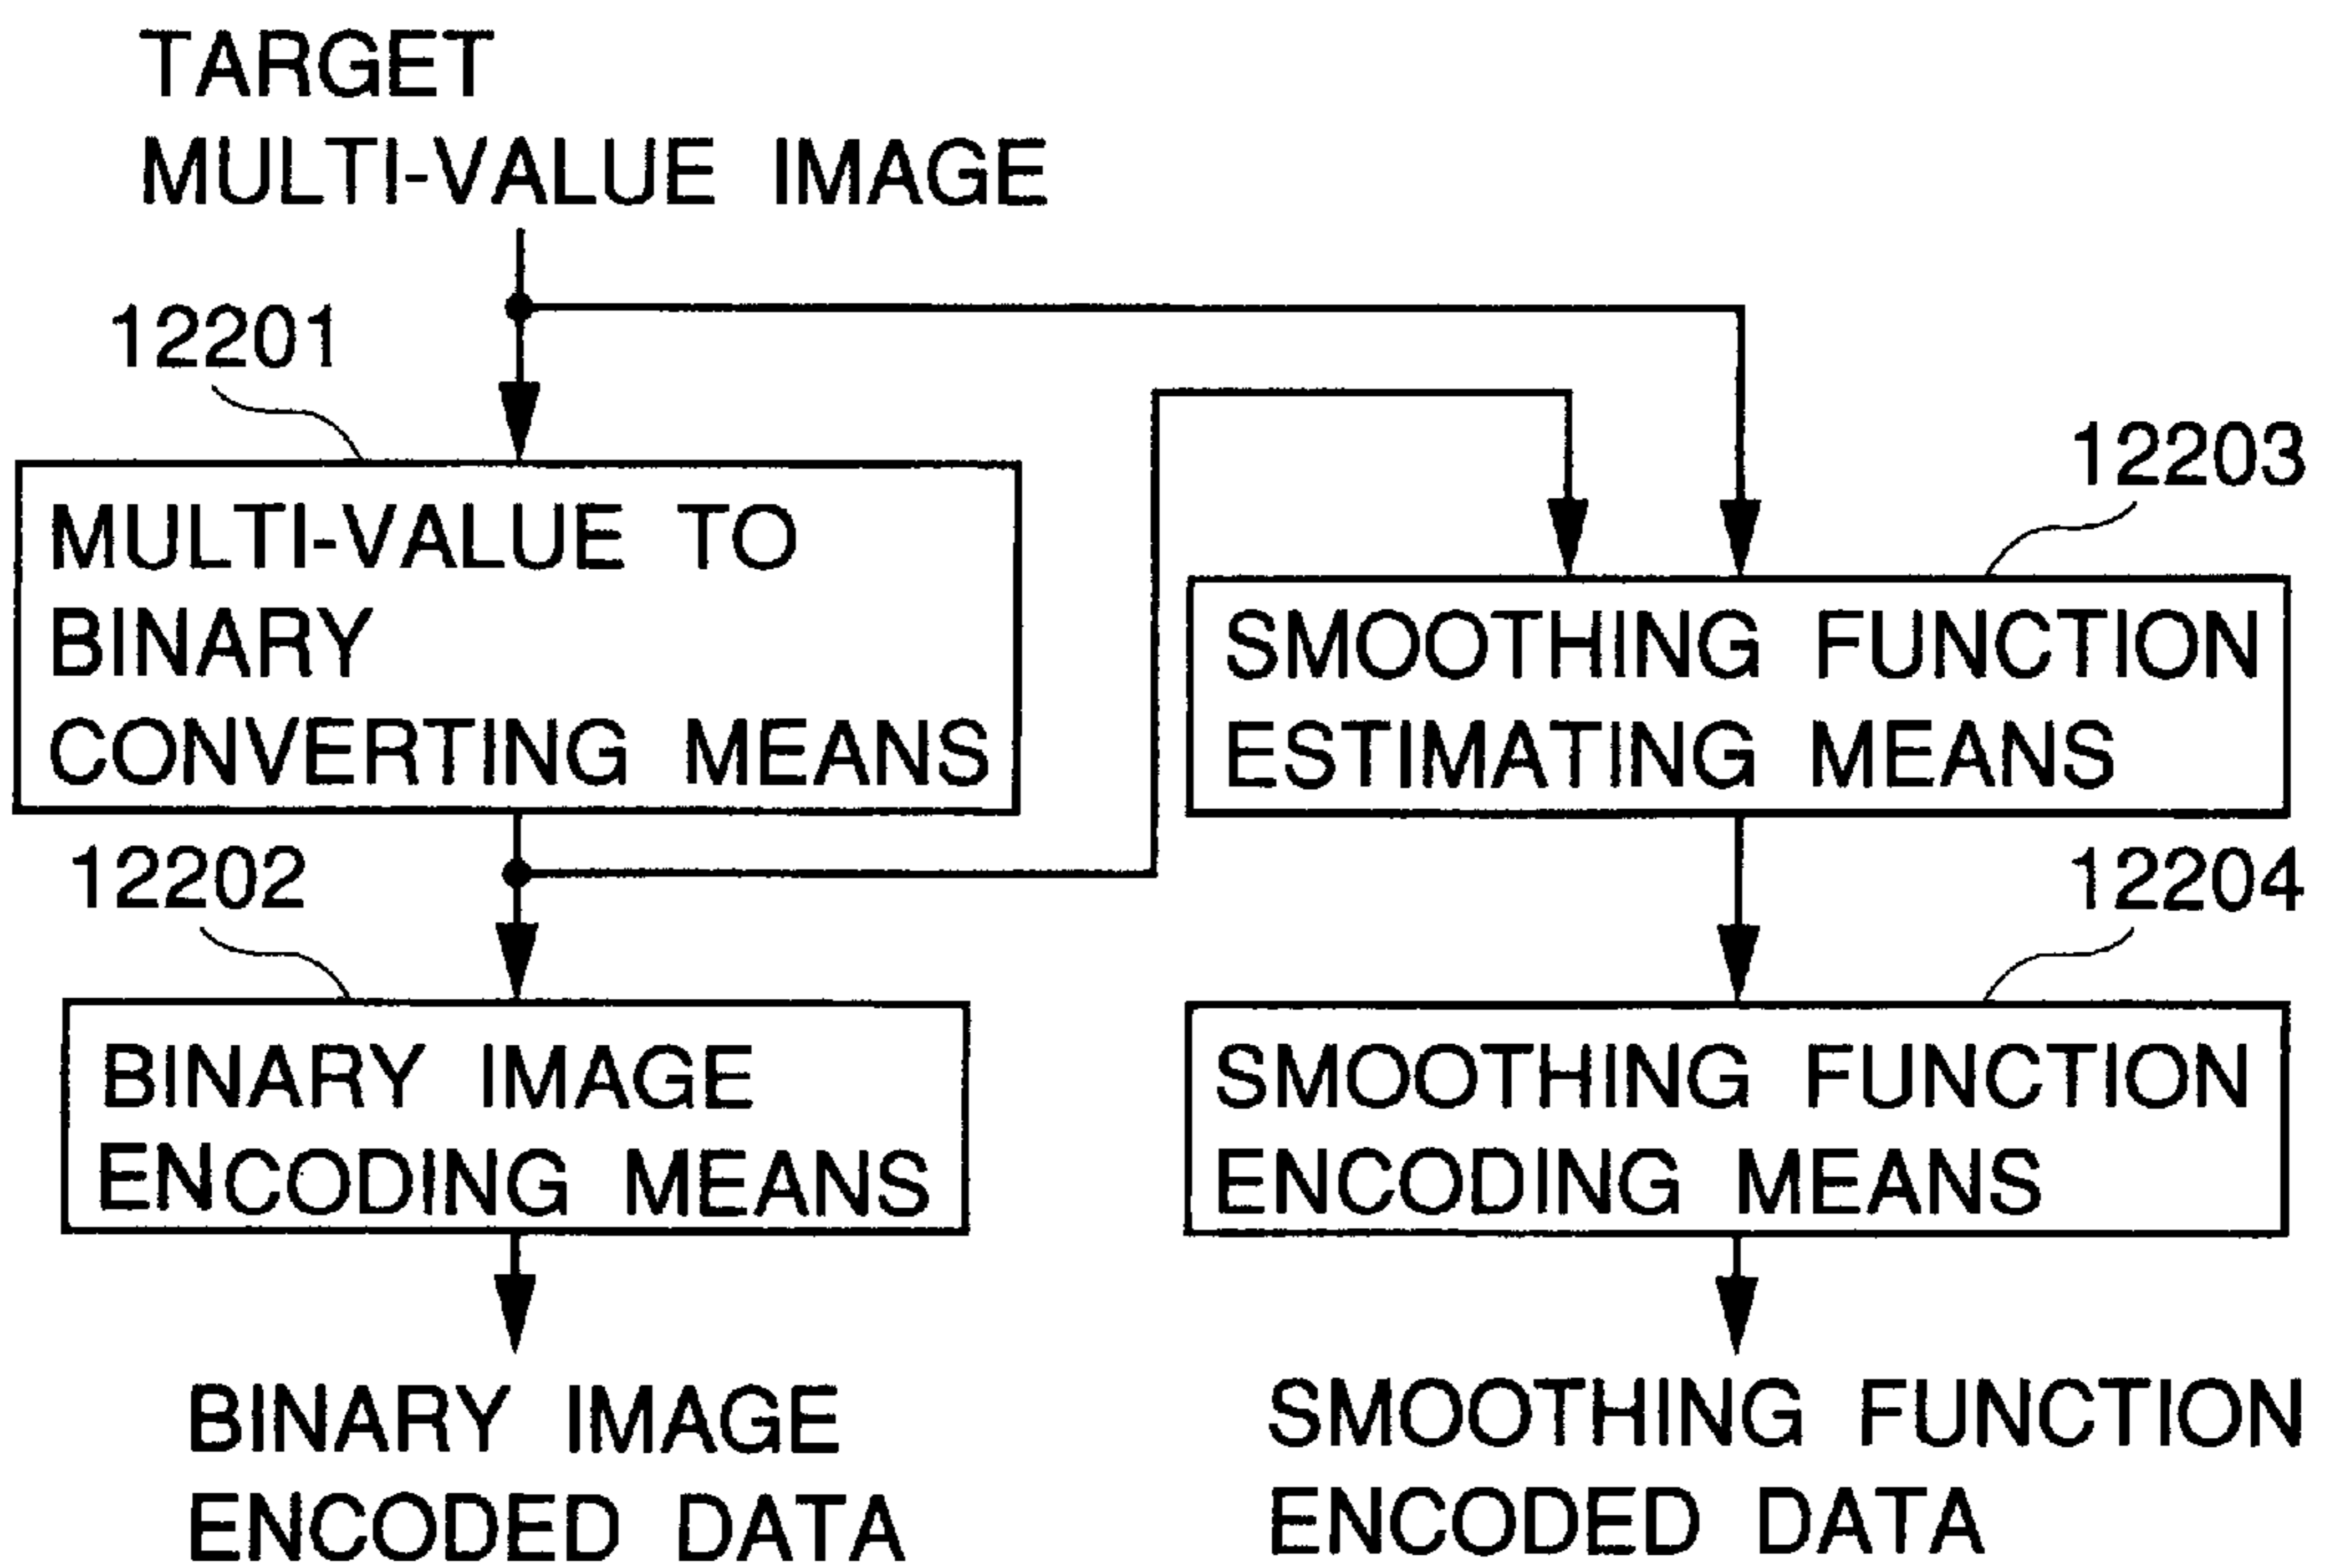 TARGET
MULTI-VALUE IMAGE
12201
MULTI-VALUE TO
BINARY
CONVERTING MEANS
12203
SMOOTHING FUNCTION
ESTIMATING MEANS
12202
BINARY IMAGE
ENCODING MEANS
12204
SMOOTHING FUNCTION
ENCODING MEANS
BINARY IMAGE
ENCODED DATA
SMOOTHING FUNCTION
ENCODED DATA